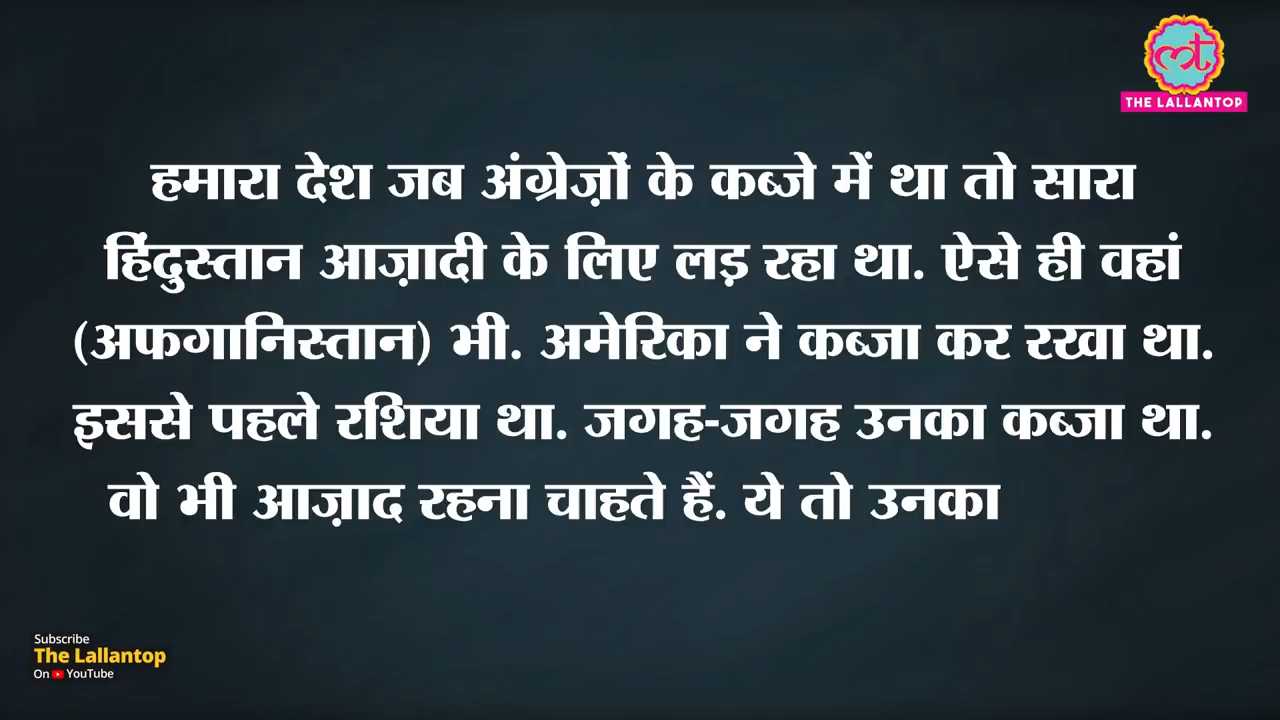 THE LALLANTOP
हमारा देश जब अंग्रेज़ों के कब्जे में था तो सारा
हिंदुस्तान आज़ादी के लिए लड़ रहा था. ऐसे ही वहां
(अफगानिस्तान) भी. अमेरिका ने कब्जा कर रखा था.
इससे पहले रशिया था. जगह-जगह उनका कब्जा था.
वो भी आज़ाद रहना चाहते हैं. ये तो उनका
Subscribe
The Lallantop
On YouTube